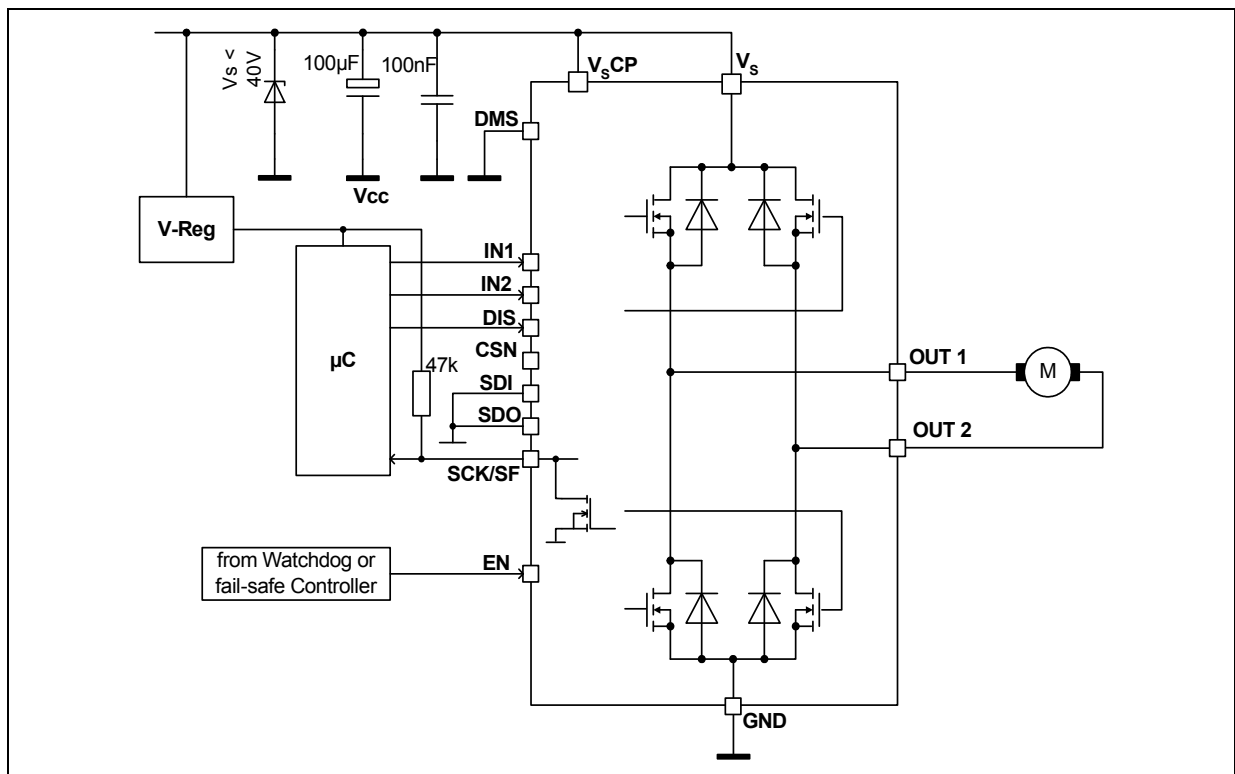 Vs <
40V
100µF
100nF
VSCP
VS
DMS
Vcc
V-Reg
IN1
IN2
DIS
µC
CSN
47k
SDI
SDO
SCK/SF
OUT 1
M
OUT 2
from Watchdog or
fail-safe Controller
EN
GND